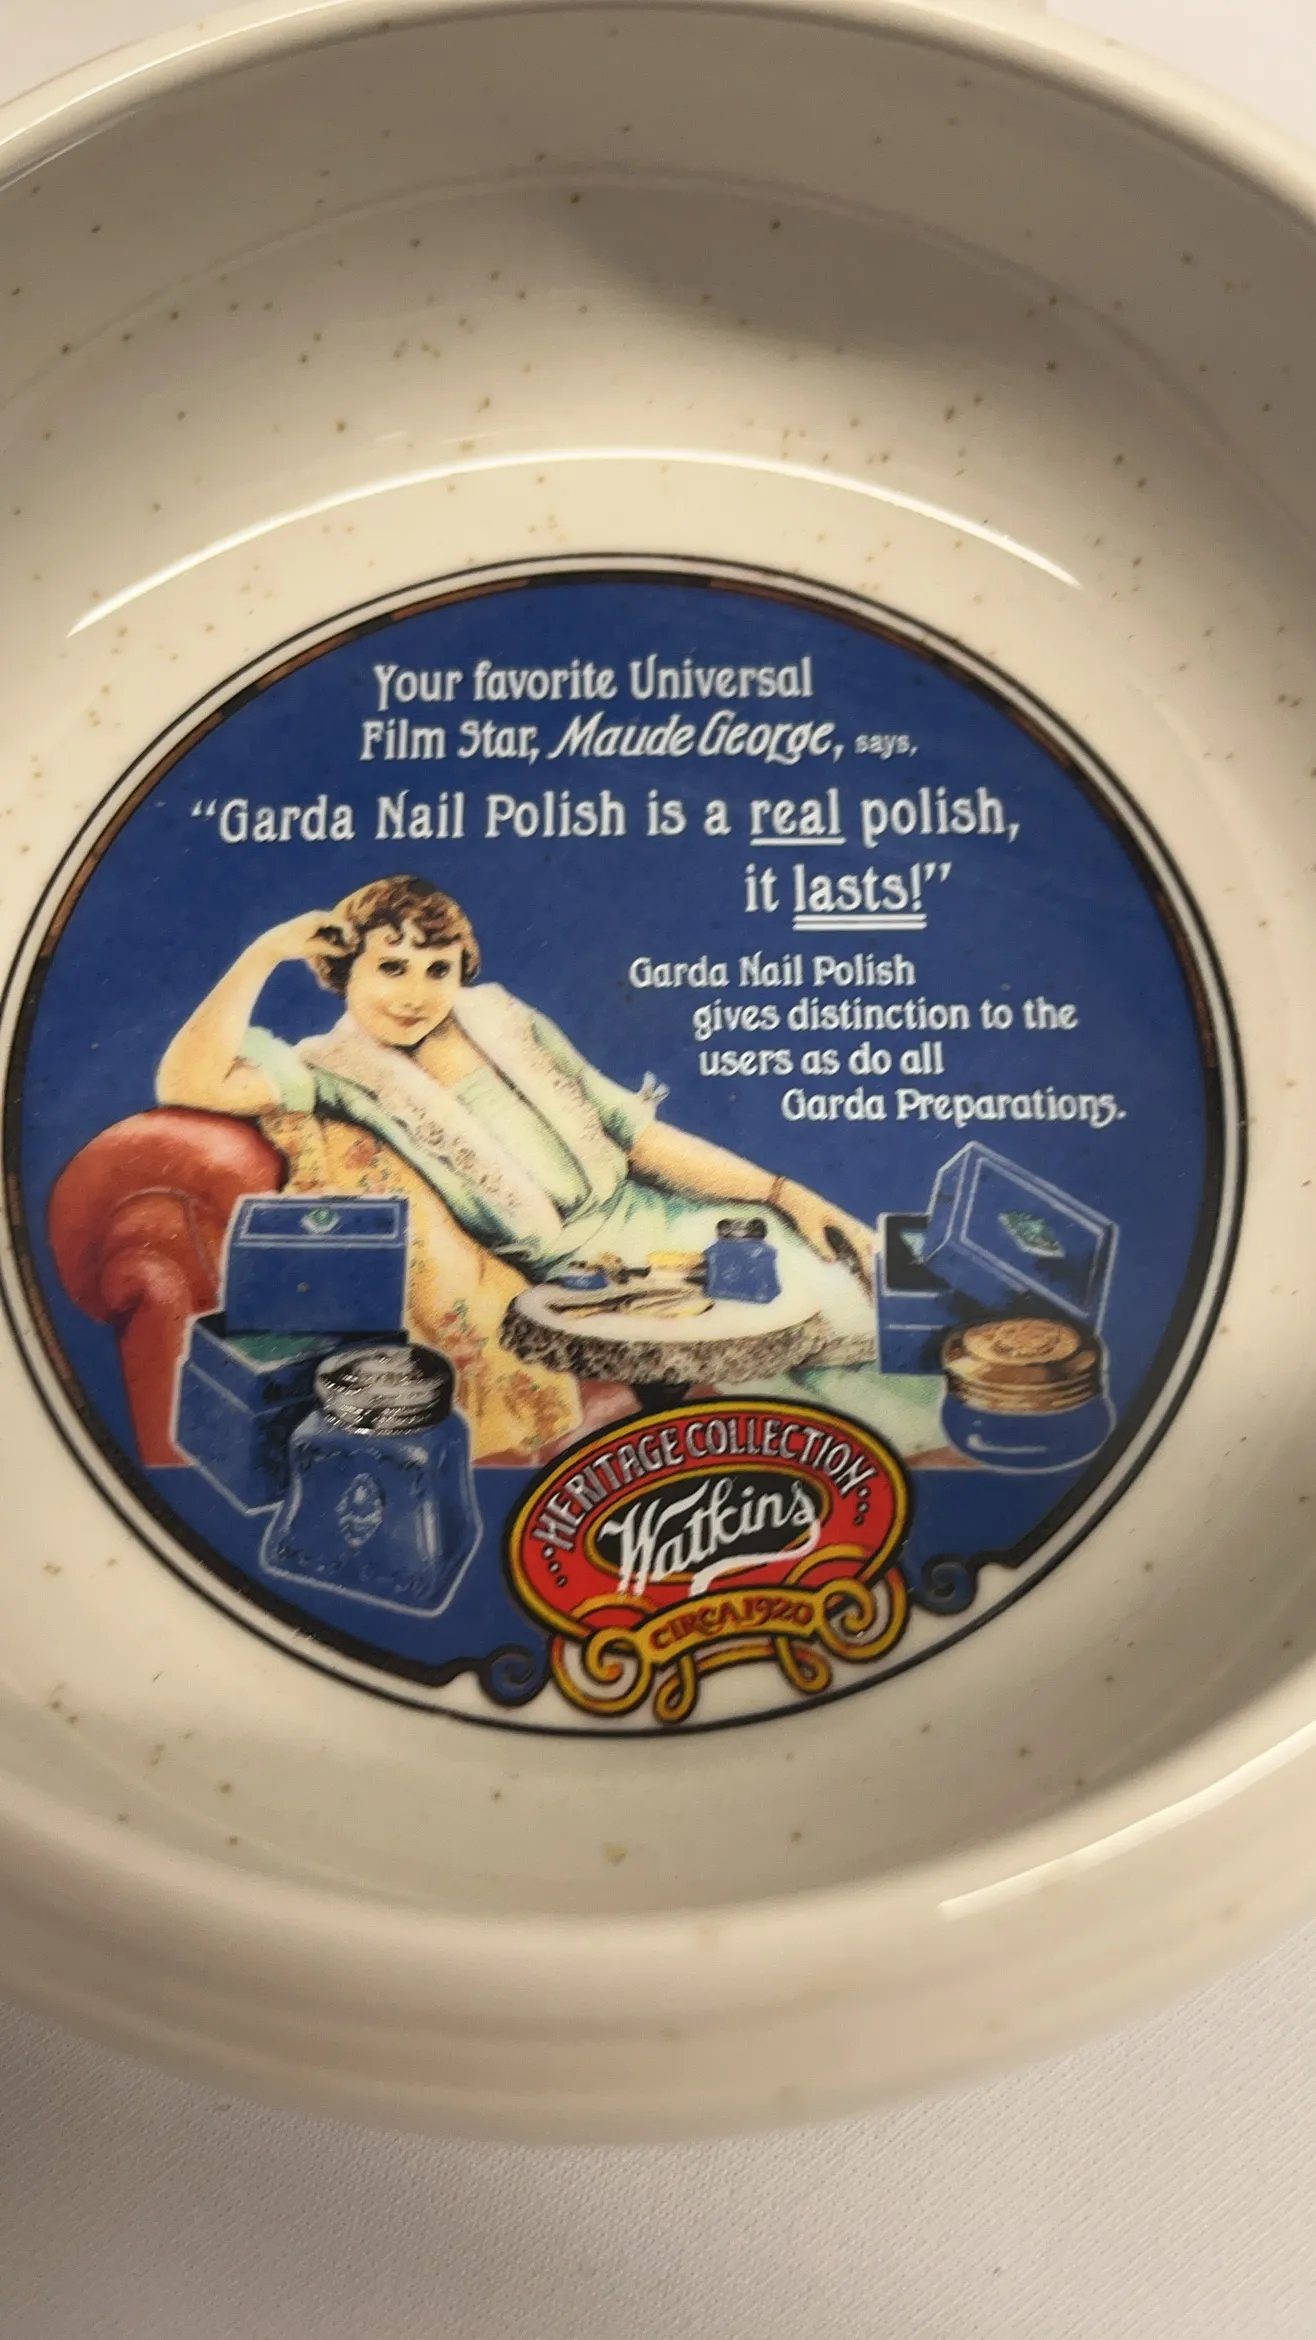 Your favorite Universal
Film Star, Maude George, says,
“Garda Nail Polish is a real polish,
it lasts!”
Garda Nail Polish
gives distinction to the
users as do all
Garda Preparations.
HERITAGE COLLECTION
Watkins
CIRCA 1920